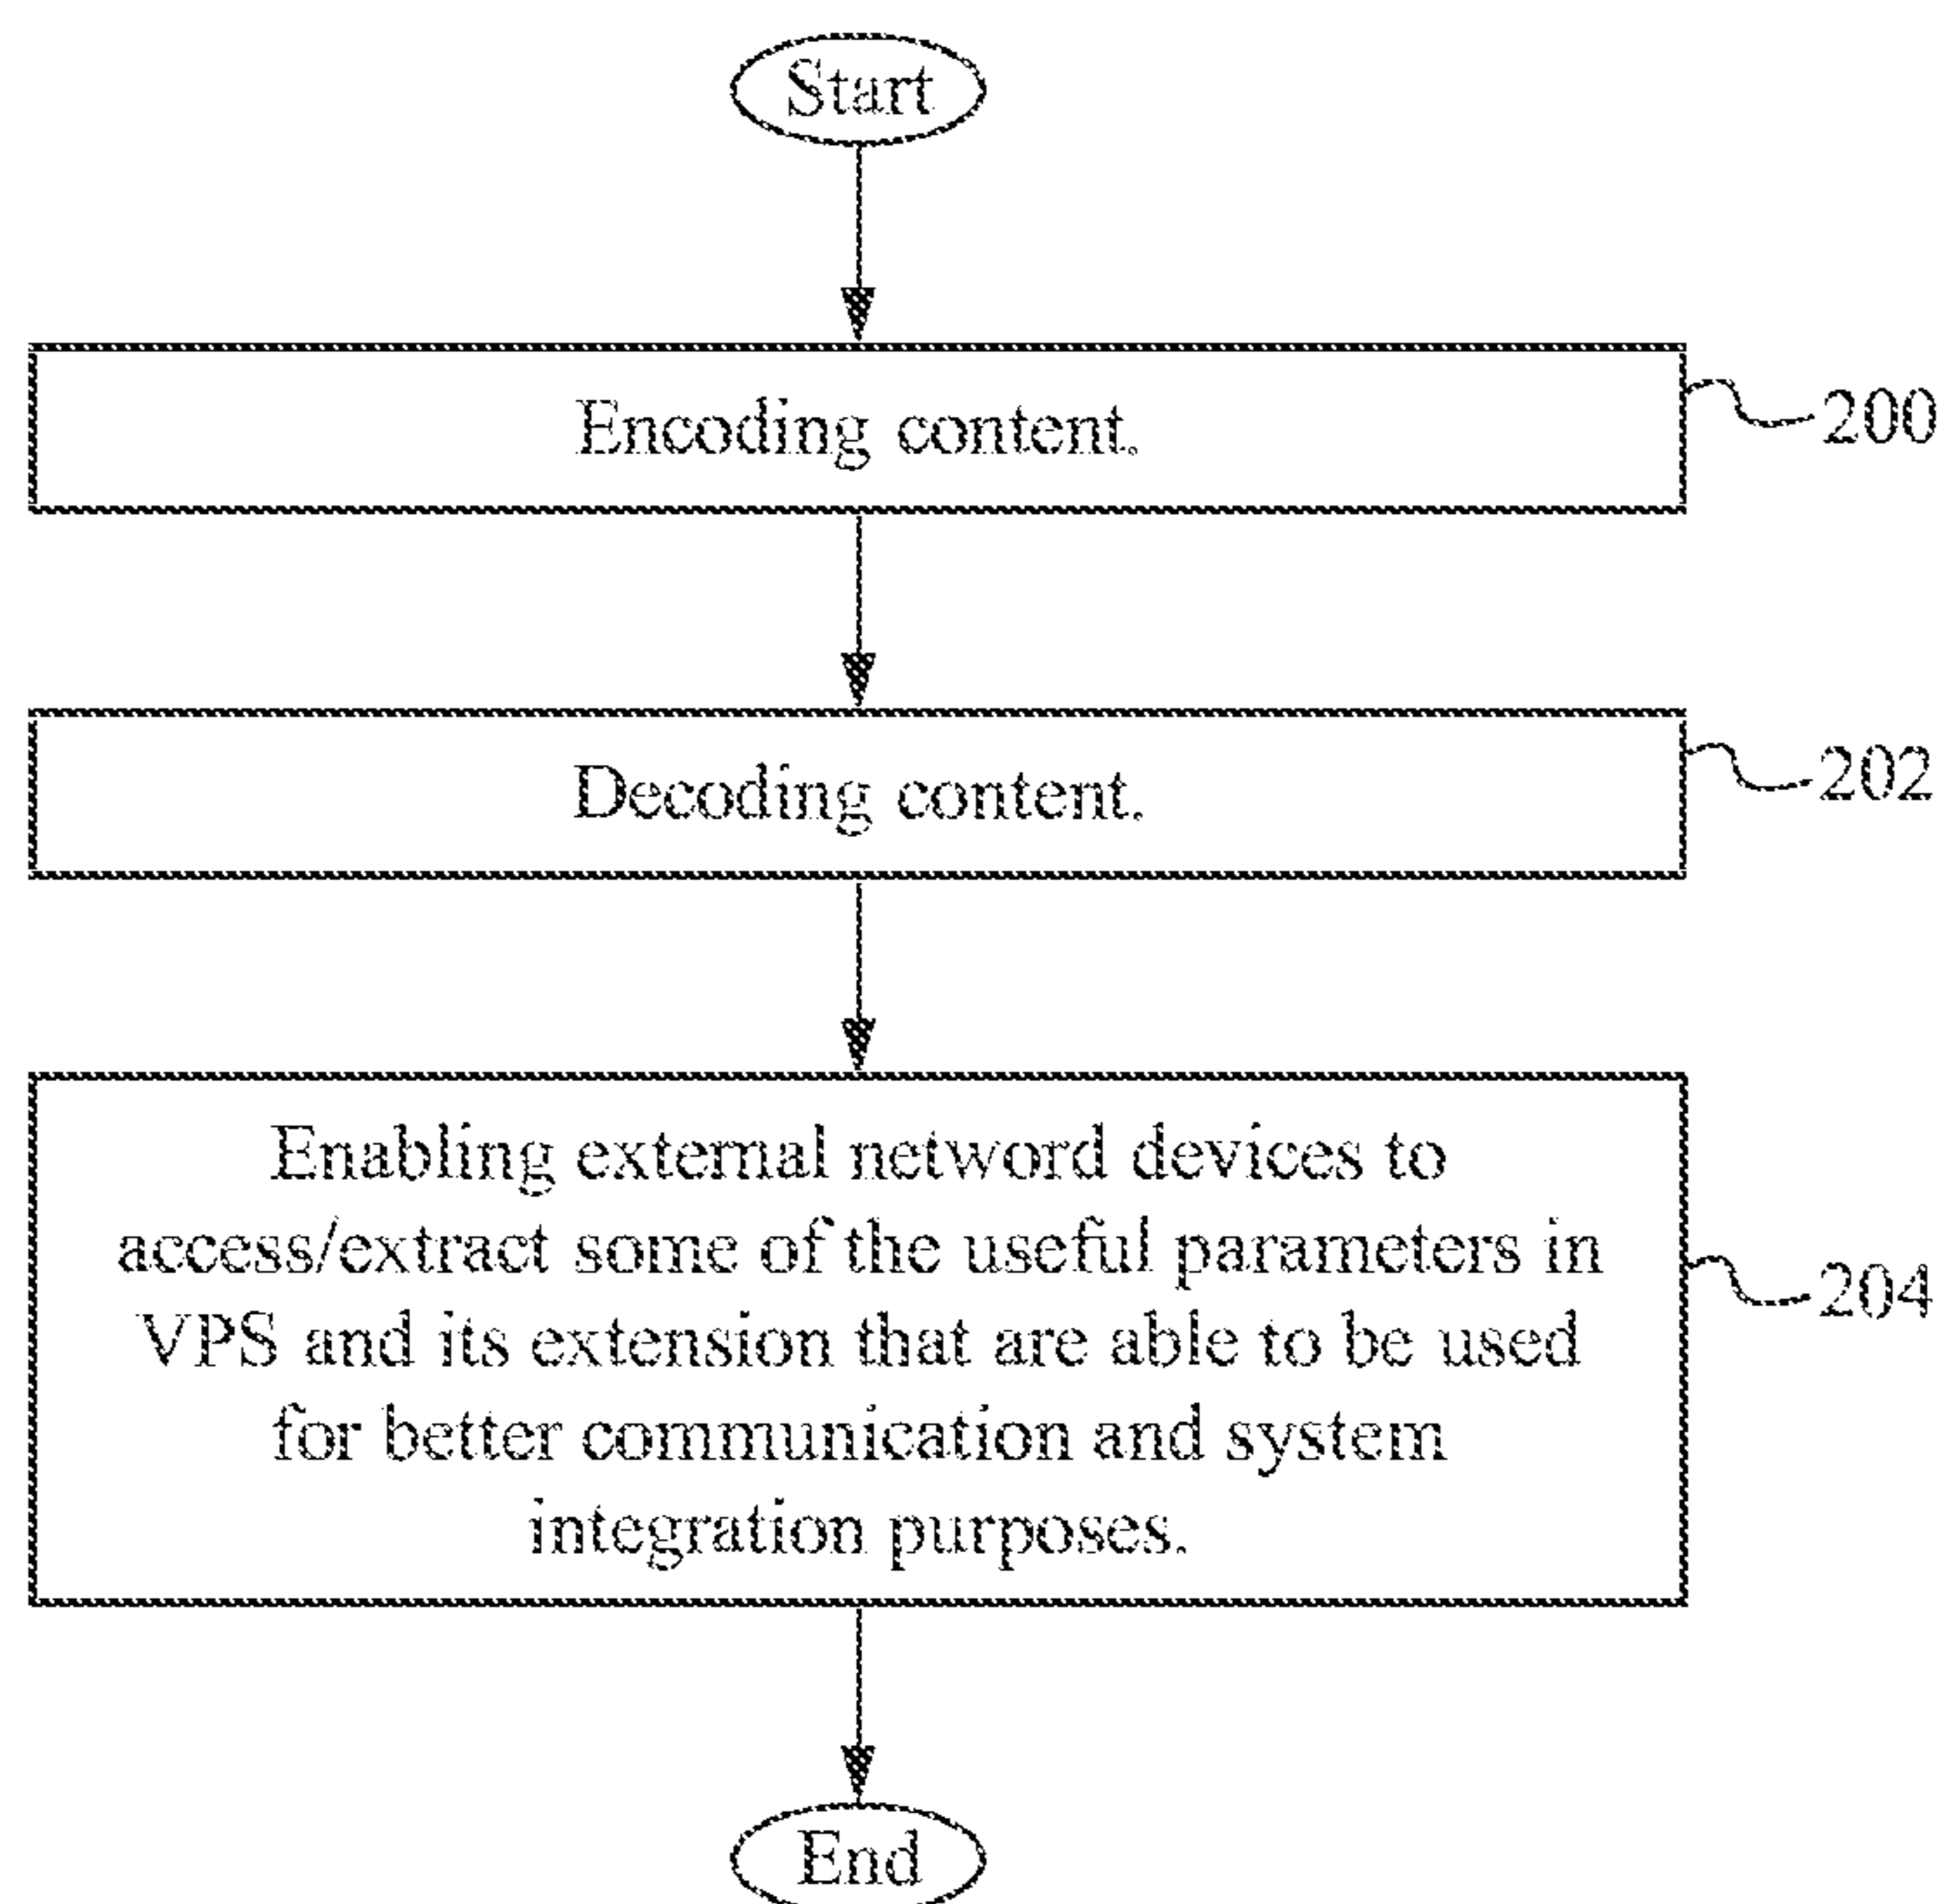 Start
Encoding content.
200
Decoding content.
202
Enabling external netword devices to
access/extract some of the useful parameters in
VPS and its extension that are able to be used
for better communication and system
integration purposes.
204
End